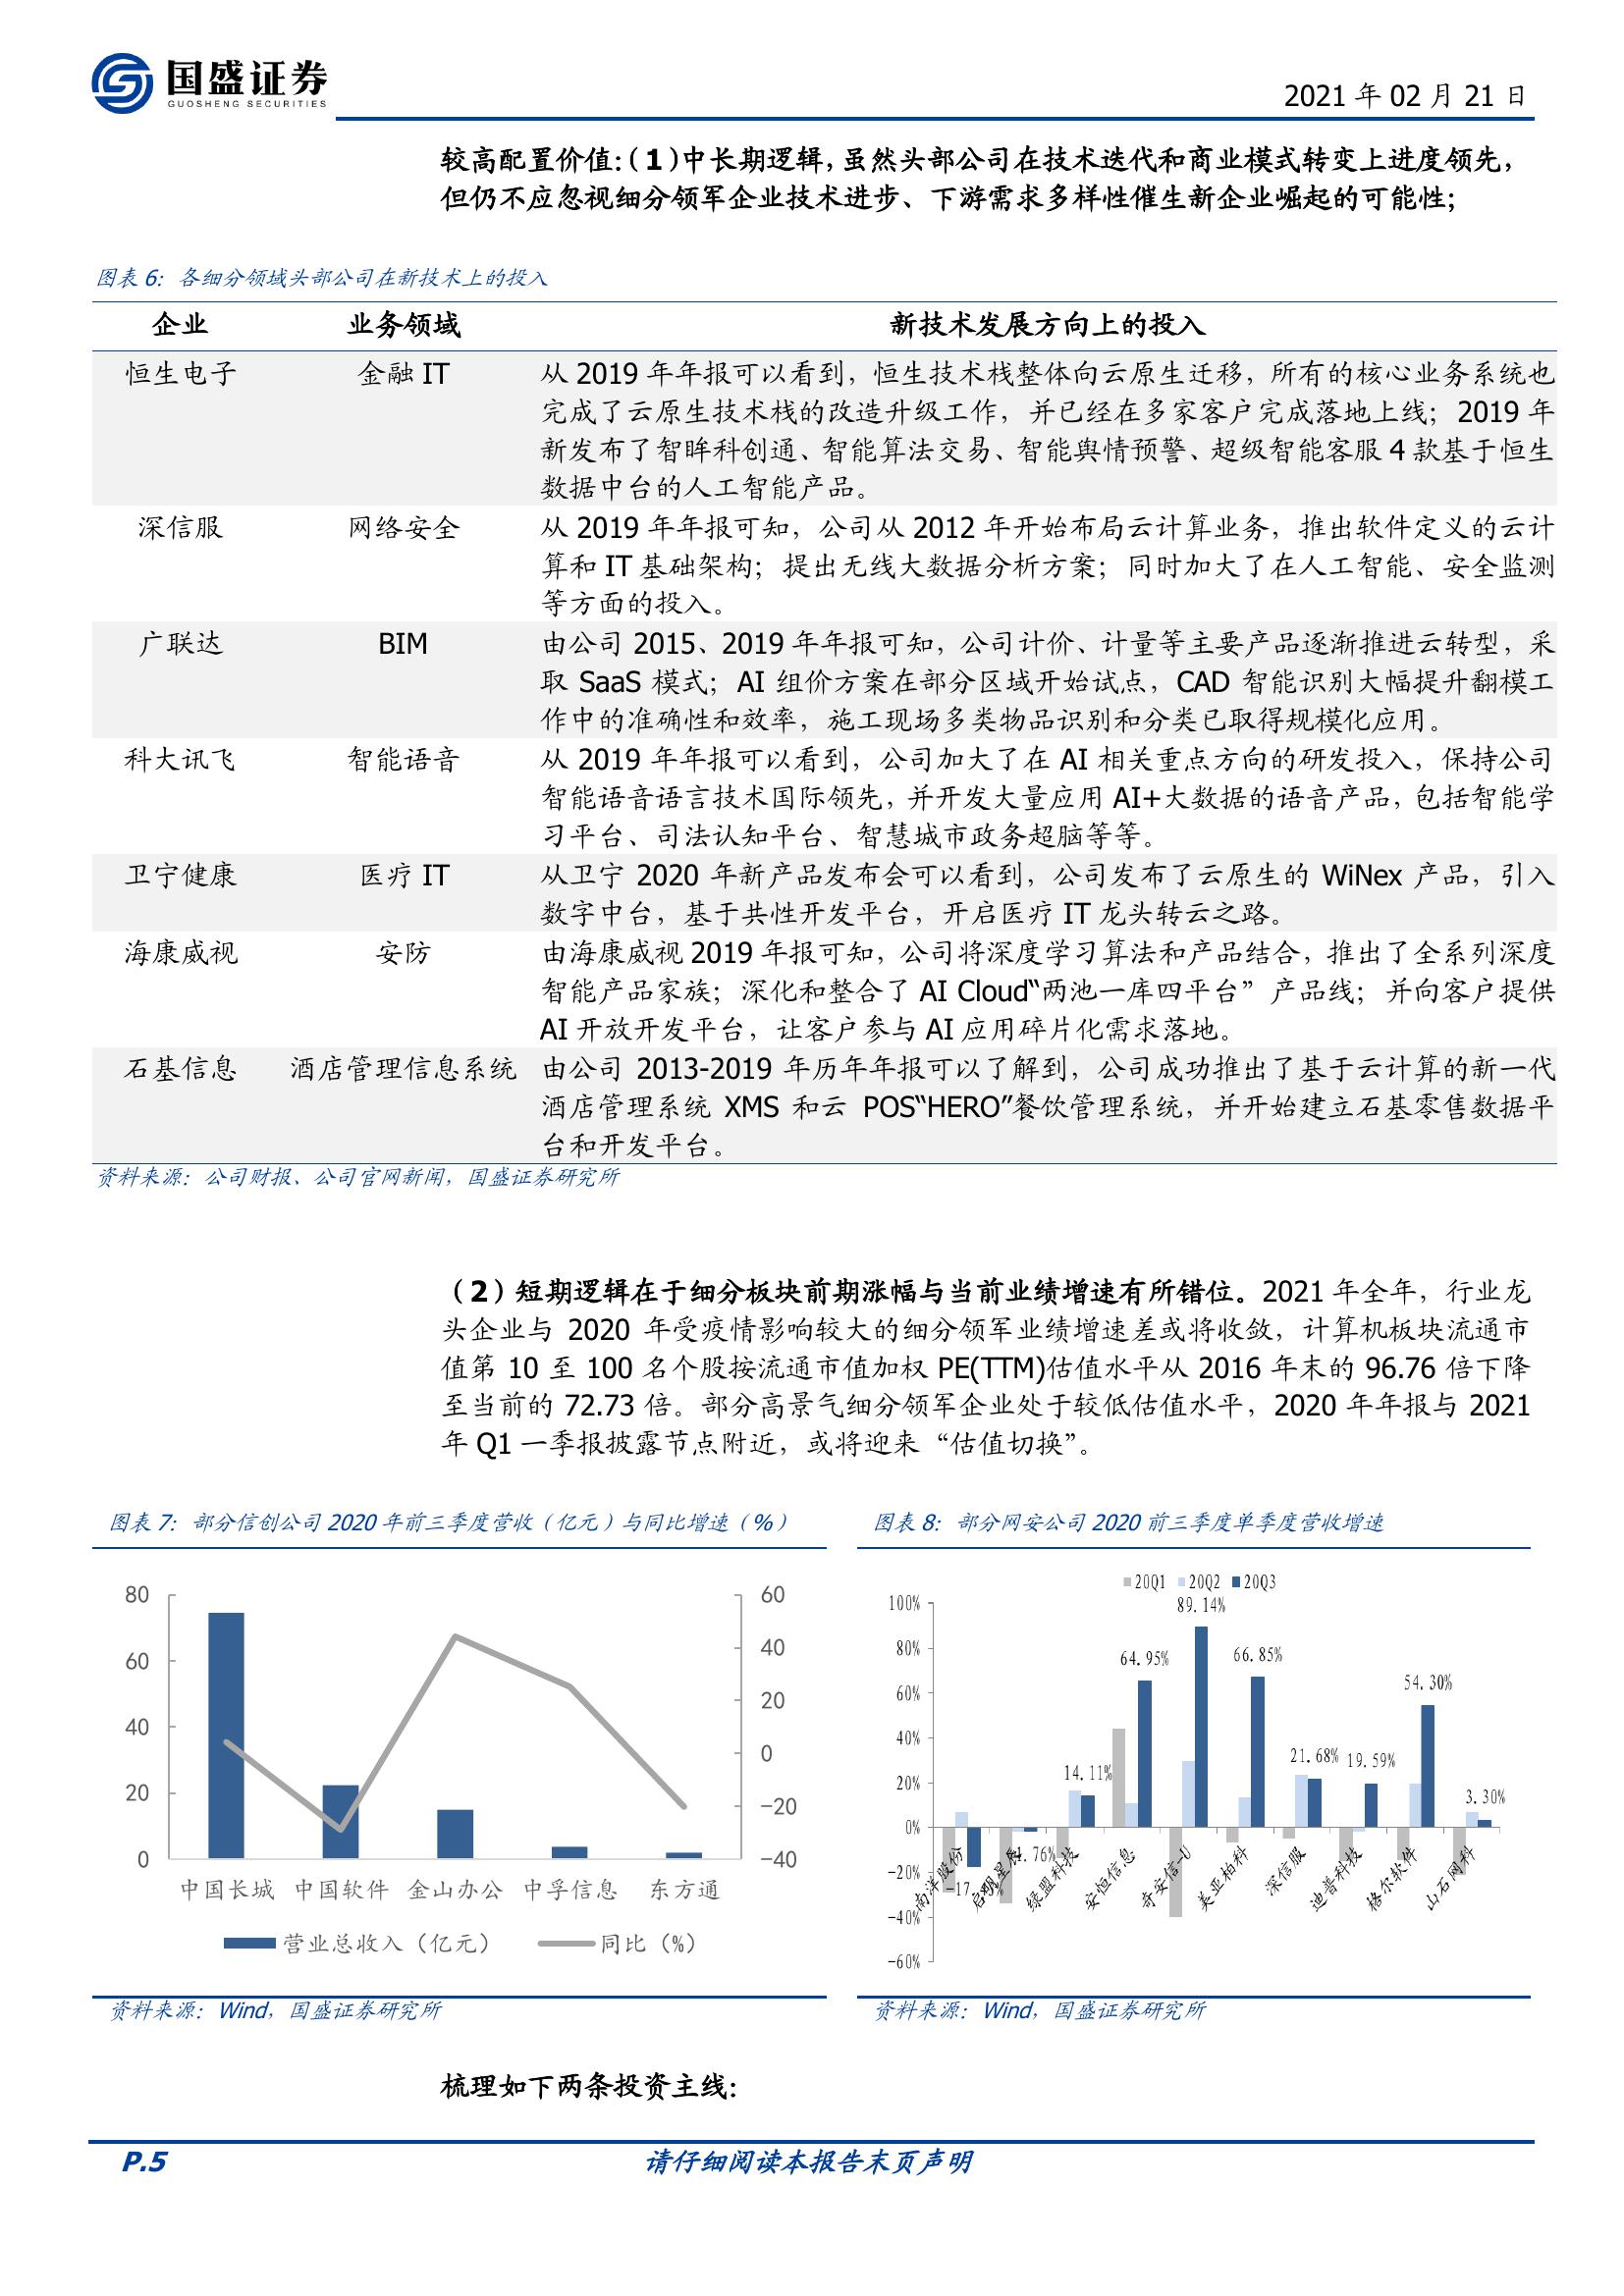 国盛证券
GUOSHENG SECURITIES
2021 年 02 月 21 日
较高配置价值：（1）中长期逻辑，虽然头部公司在技术迭代和商业模式转变上进度领先，
但仍不应忽视细分领军企业技术进步、下游需求多样性催生新企业崛起的可能性；
图表 6：各细分领域头部公司在新技术上的投入
企业 业务领域 新技术发展方向上的投入
恒生电子 金融 IT 从 2019 年年报可以看到，恒生技术栈整体向云原生迁移，所有的核心业务系统也
完成了云原生技术栈的改造升级工作，并已经在多家客户完成落地上线；2019 年
新发布了智眸科创通、智能算法交易、智能舆情预警、超级智能客服 4 款基于恒生
数据中台的人工智能产品。
深信服 网络安全 从 2019 年年报可知，公司从 2012 年开始布局云计算业务，推出软件定义的云计
算和 IT 基础架构；提出无线大数据分析方案；同时加大了在人工智能、安全监测
等方面的投入。
广联达 BIM 由公司 2015、2019 年年报可知，公司计价、计量等主要产品逐渐推进云转型，采
取 SaaS 模式；AI 组价方案在部分区域开始试点，CAD 智能识别大幅提升翻模工
作中的准确性和效率，施工现场多类物品识别和分类已取得规模化应用。
科大讯飞 智能语音 从 2019 年年报可以看到，公司加大了在 AI 相关重点方向的研发投入，保持公司
智能语音语言技术国际领先，并开发大量应用 AI+大数据的语音产品，包括智能学
习平台、司法认知平台、智慧城市政务超脑等等。
卫宁健康 医疗 IT 从卫宁 2020 年新产品发布会可以看到，公司发布了云原生的 WiNex 产品，引入
数字中台，基于共性开发平台，开启医疗 IT 龙头转云之路。
海康威视 安防 由海康威视 2019 年报可知，公司将深度学习算法和产品结合，推出了全系列深度
智能产品家族；深化和整合了 AI Cloud“两池一库四平台”产品线；并向客户提供
AI 开放开发平台，让客户参与 AI 应用碎片化需求落地。
石基信息 酒店管理信息系统 由公司 2013-2019 年历年年报可以了解到，公司成功推出了基于云计算的新一代
酒店管理系统 XMS 和云 POS“HERO”餐饮管理系统，并开始建立石基零售数据平
台和开发平台。
资料来源：公司财报、公司官网新闻，国盛证券研究所
（2）短期逻辑在于细分板块前期涨幅与当前业绩增速有所错位。2021 年全年，行业龙
头企业与 2020 年受疫情影响较大的细分领军业绩增速差或将收敛，计算机板块流通市
值第 10 至 100 名个股按流通市值加权 PE(TTM)估值水平从 2016 年末的 96.76 倍下降
至当前的 72.73 倍。部分高景气细分领军企业处于较低估值水平，2020 年年报与 2021
年 Q1 一季报披露节点附近，或将迎来“估值切换”。
图表 7：部分信创公司 2020 年前三季度营收（亿元）与同比增速（%）
80 60
60 40
40 20
20 0
0 −20
−40
中国长城 中国软件 金山办公 中孚信息 东方通
营业总收入（亿元） 同比（%）
资料来源：Wind，国盛证券研究所
图表 8：部分网安公司 2020 前三季度单季度营收增速
20Q1 20Q2 20Q3
100%
80%
60%
40%
20%
0%
-20%
-40%
-60%
14.11% 64.95% 89.14% 66.85% 21.68% 19.59% 54.30% 3.30%
南洋股份 启明星辰 绿盟科技 安恒信息 奇安信-U 美亚柏科 深信服 迪普科技 格尔软件 山石网科
资料来源：Wind，国盛证券研究所
梳理如下两条投资主线：
P.5
请仔细阅读本报告末页声明